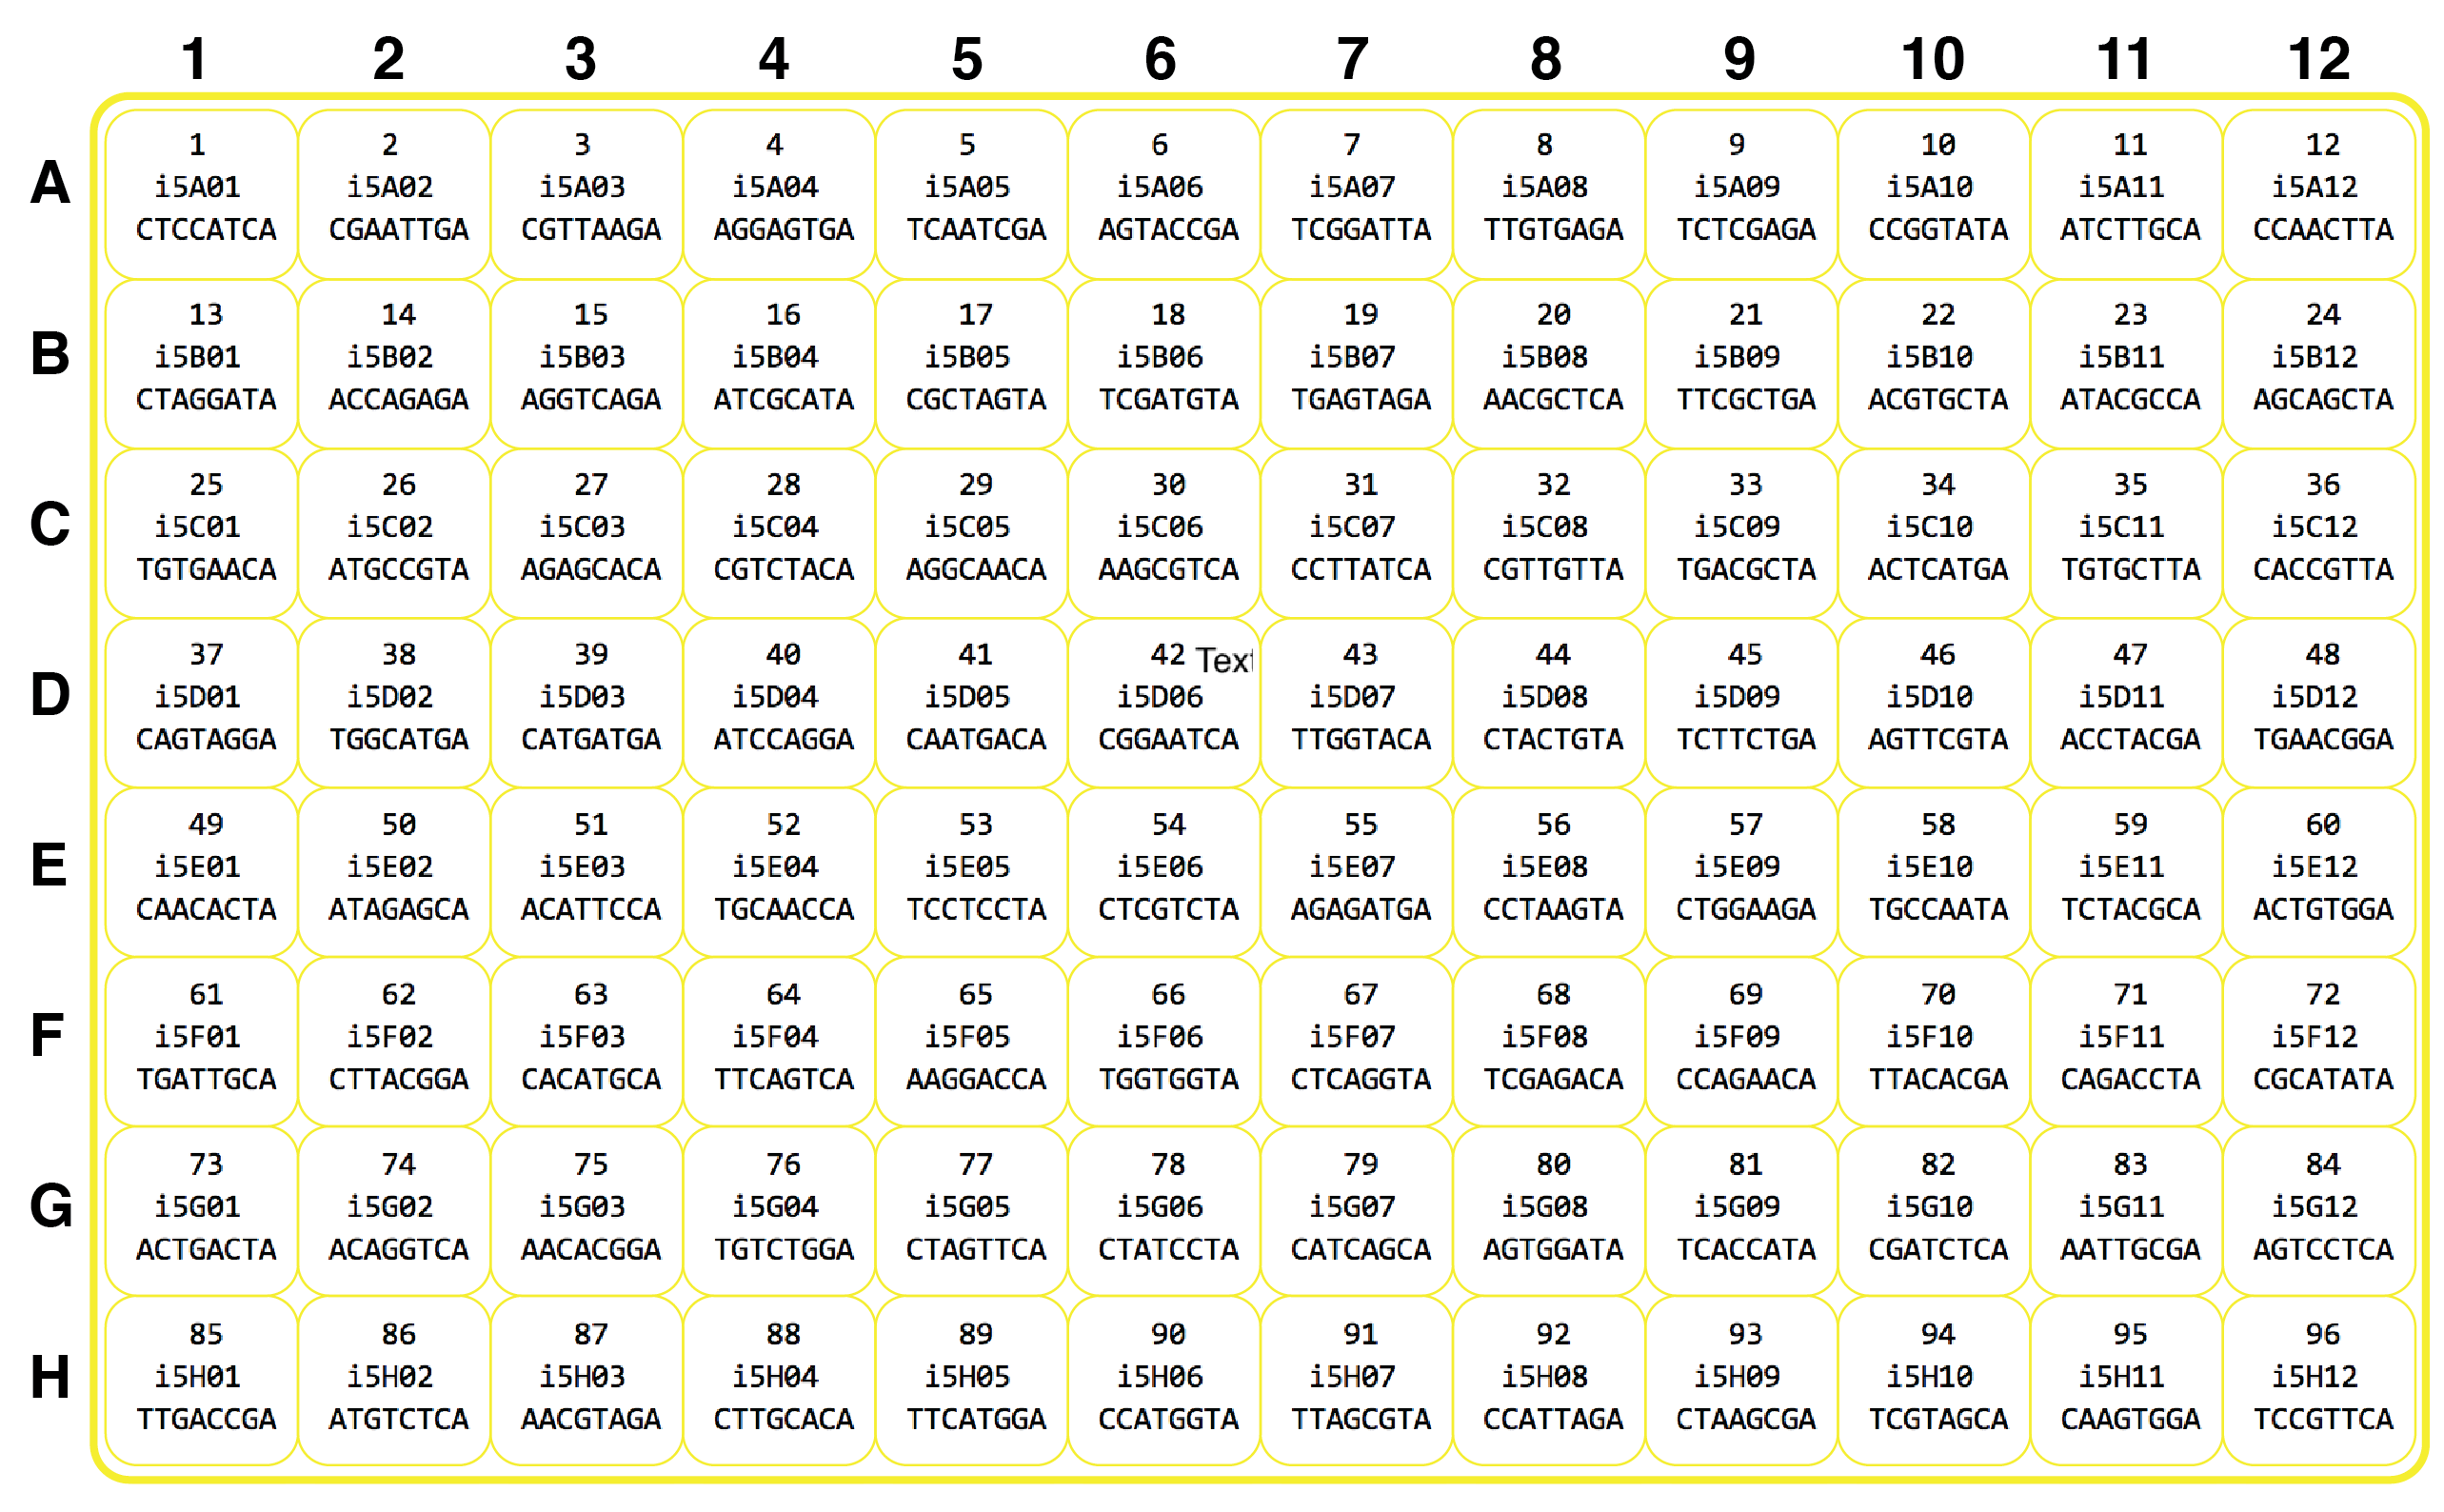 1 2 3 4 5 6 7 8 9 10 11 12
A
1 2 3 4 5 6 7 8 9 10 11 12
i5A01 i5A02 i5A03 i5A04 i5A05 i5A06 i5A07 i5A08 i5A09 i5A10 i5A11 i5A12
CTCCATCA CGAATTGA CGTTAAGA AGGAGTGA TCAATCGA AGTACCGA TCGGATTA TTGTGAGA TCTCGAGA CCGGTATA ATCTTGCA CCAACTTA
B
13 14 15 16 17 18 19 20 21 22 23 24
i5B01 i5B02 i5B03 i5B04 i5B05 i5B06 i5B07 i5B08 i5B09 i5B10 i5B11 i5B12
CTAGGATA ACCAGAGA AGGTCAGA ATCGCATA CGCTAGTA TCGATGTA TGAGTAGA AACGCTCA TTCGCTGA ACGTGCTA ATACGCCA AGCAGCTA
C
25 26 27 28 29 30 31 32 33 34 35 36
i5C01 i5C02 i5C03 i5C04 i5C05 i5C06 i5C07 i5C08 i5C09 i5C10 i5C11 i5C12
TGTGAACA ATGCCGTA AGAGCACA CGTCTACA AGGCAACA AAGCGTCA CCTTATCA CGTTGTTA TGACGCTA ACTCATGA TGTGCTTA CACCGTTA
D
37 38 39 40 41 42 Text 43 44 45 46 47 48
i5D01 i5D02 i5D03 i5D04 i5D05 i5D06 i5D07 i5D08 i5D09 i5D10 i5D11 i5D12
CAGTAGGA TGGCATGA CATGATGA ATCCAGGA CAATGACA CGGAATCA TTGGTACA CTACTGTA TCTTCTGA AGTTCGTA ACCTACGA TGAACGGA
E
49 50 51 52 53 54 55 56 57 58 59 60
i5E01 i5E02 i5E03 i5E04 i5E05 i5E06 i5E07 i5E08 i5E09 i5E10 i5E11 i5E12
CAACACTA ATAGAGCA ACATTCCA TGCAACCA TCCTCCTA CTCGTCTA AGAGATGA CCTAAGTA CTGGAAGA TGCCAATA TCTACGCA ACTGTGGA
F
61 62 63 64 65 66 67 68 69 70 71 72
i5F01 i5F02 i5F03 i5F04 i5F05 i5F06 i5F07 i5F08 i5F09 i5F10 i5F11 i5F12
TGATTGCA CTTACGGA CACATGCA TTCAGTCA AAGGACCA TGGTGGTA CTCAGGTA TCGAGACA CCAGAACA TTACACGA CAGACCTA CGCATATA
G
73 74 75 76 77 78 79 80 81 82 83 84
i5G01 i5G02 i5G03 i5G04 i5G05 i5G06 i5G07 i5G08 i5G09 i5G10 i5G11 i5G12
ACTGACTA ACAGGTCA AACACGGA TGTCTGGA CTAGTTCA CTATCCTA CATCAGCA AGTGGATA TCACCATA CGATCTCA AATTGCGA AGTCCTCA
H
85 86 87 88 89 90 91 92 93 94 95 96
i5H01 i5H02 i5H03 i5H04 i5H05 i5H06 i5H07 i5H08 i5H09 i5H10 i5H11 i5H12
TTGACCGA ATGTCTCA AACGTAGA CTTGCACA TTCATGGA CCATGGTA TTAGCGTA CCATTAGA CTAAGCGA TCGTAGCA CAAGTGGA TCCGTTCA